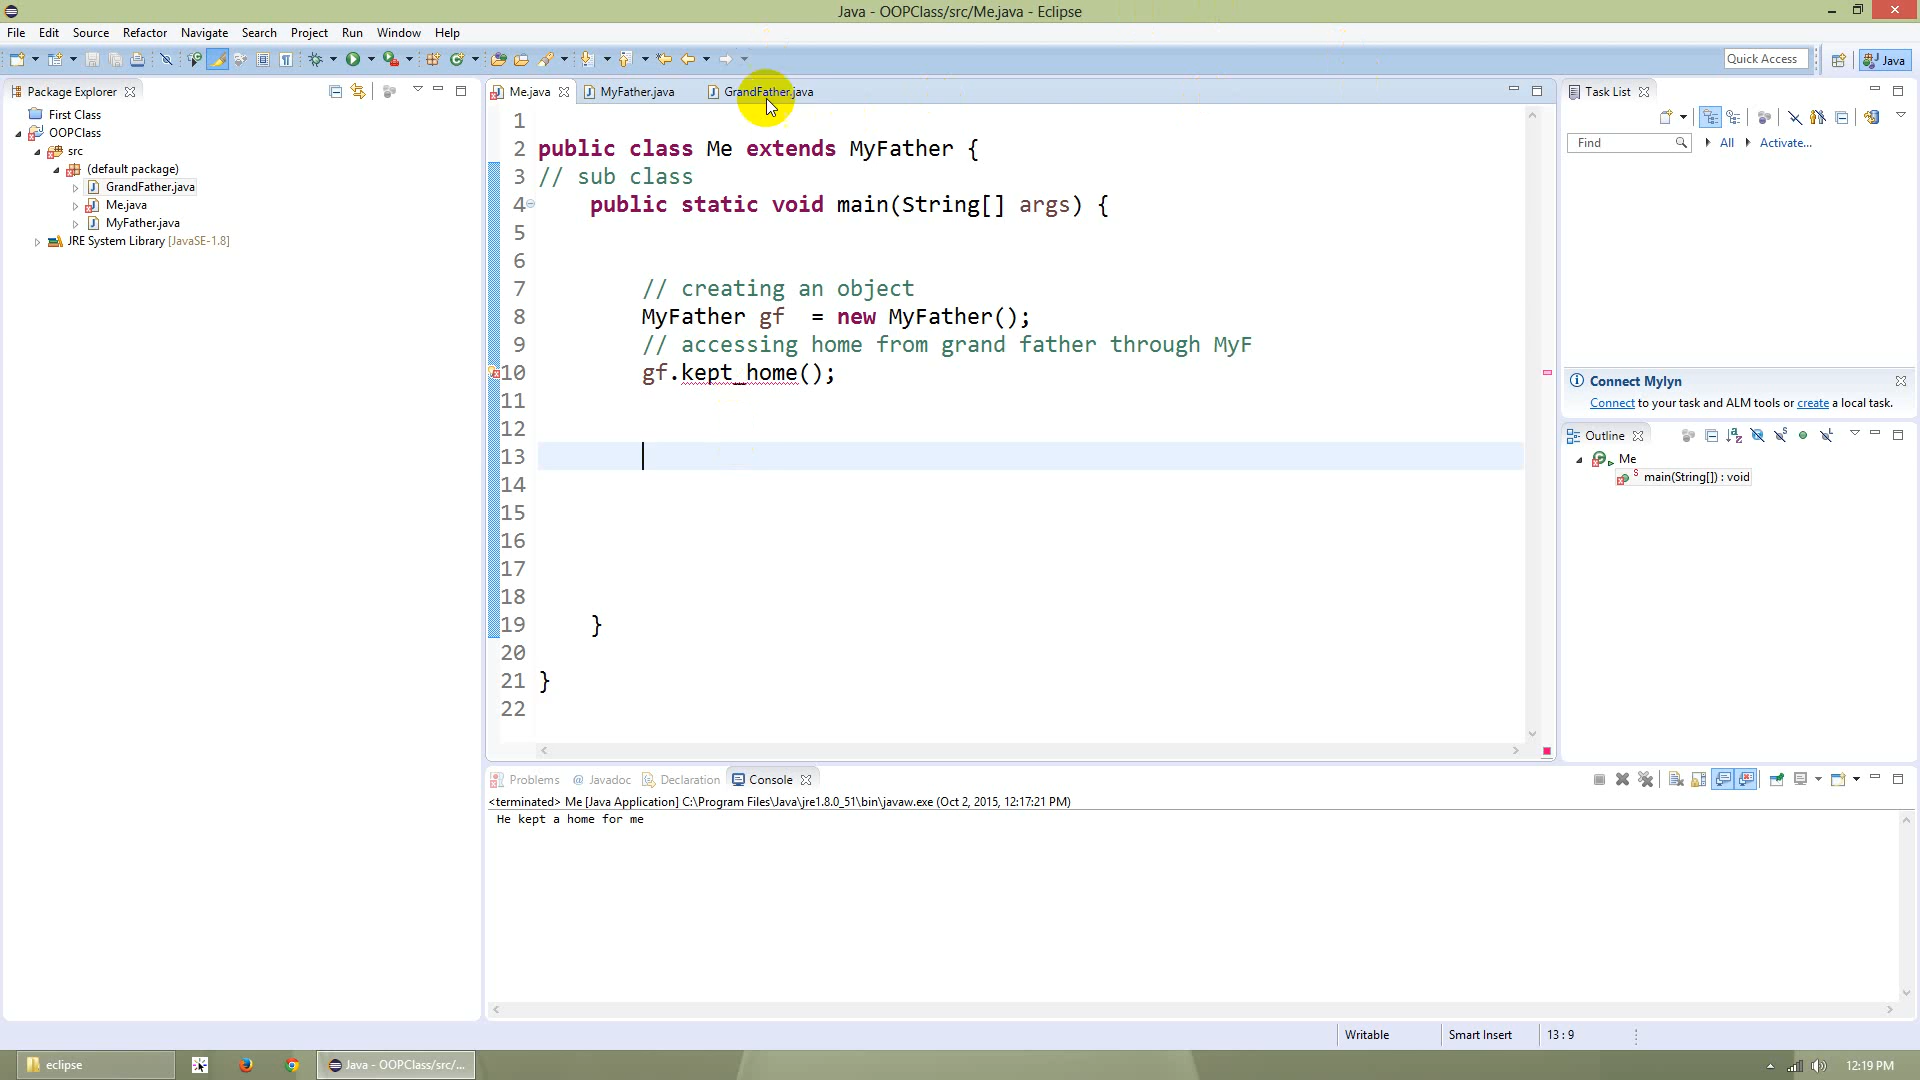 Java - OOPClass/src/Me.java - Eclipse
File Edit Source Refactor Navigate Search Project Run Window Help
Quick Access
Java
Package Explorer
First Class
OOPClass
src
(default package)
GrandFather.java
Me.java
MyFather.java
JRE System Library [JavaSE-1.8]
Me.java
MyFather.java
GrandFather.java
1
2 public class Me extends MyFather {
3 // sub class
4 public static void main(String[] args) {
5
6
7 // creating an object
8 MyFather gf = new MyFather();
9 // accessing home from grand father through MyF
10 gf.kept_home();
11
12
13
14
15
16
17
18
19 }
20
21 }
22
Task List
Find
All
Activate...
Connect Mylyn
Connect to your task and ALM tools or create a local task.
Outline
Me
main(String[]) : void
Problems
@ Javadoc
Declaration
Console
<terminated> Me [Java Application] C:\Program Files\Java\jre1.8.0_51\bin\javaw.exe (Oct 2, 2015, 12:17:21 PM)
He kept a home for me
Writable
Smart Insert
13 : 9
eclipse
Java - OOPClass/src/...
12:19 PM